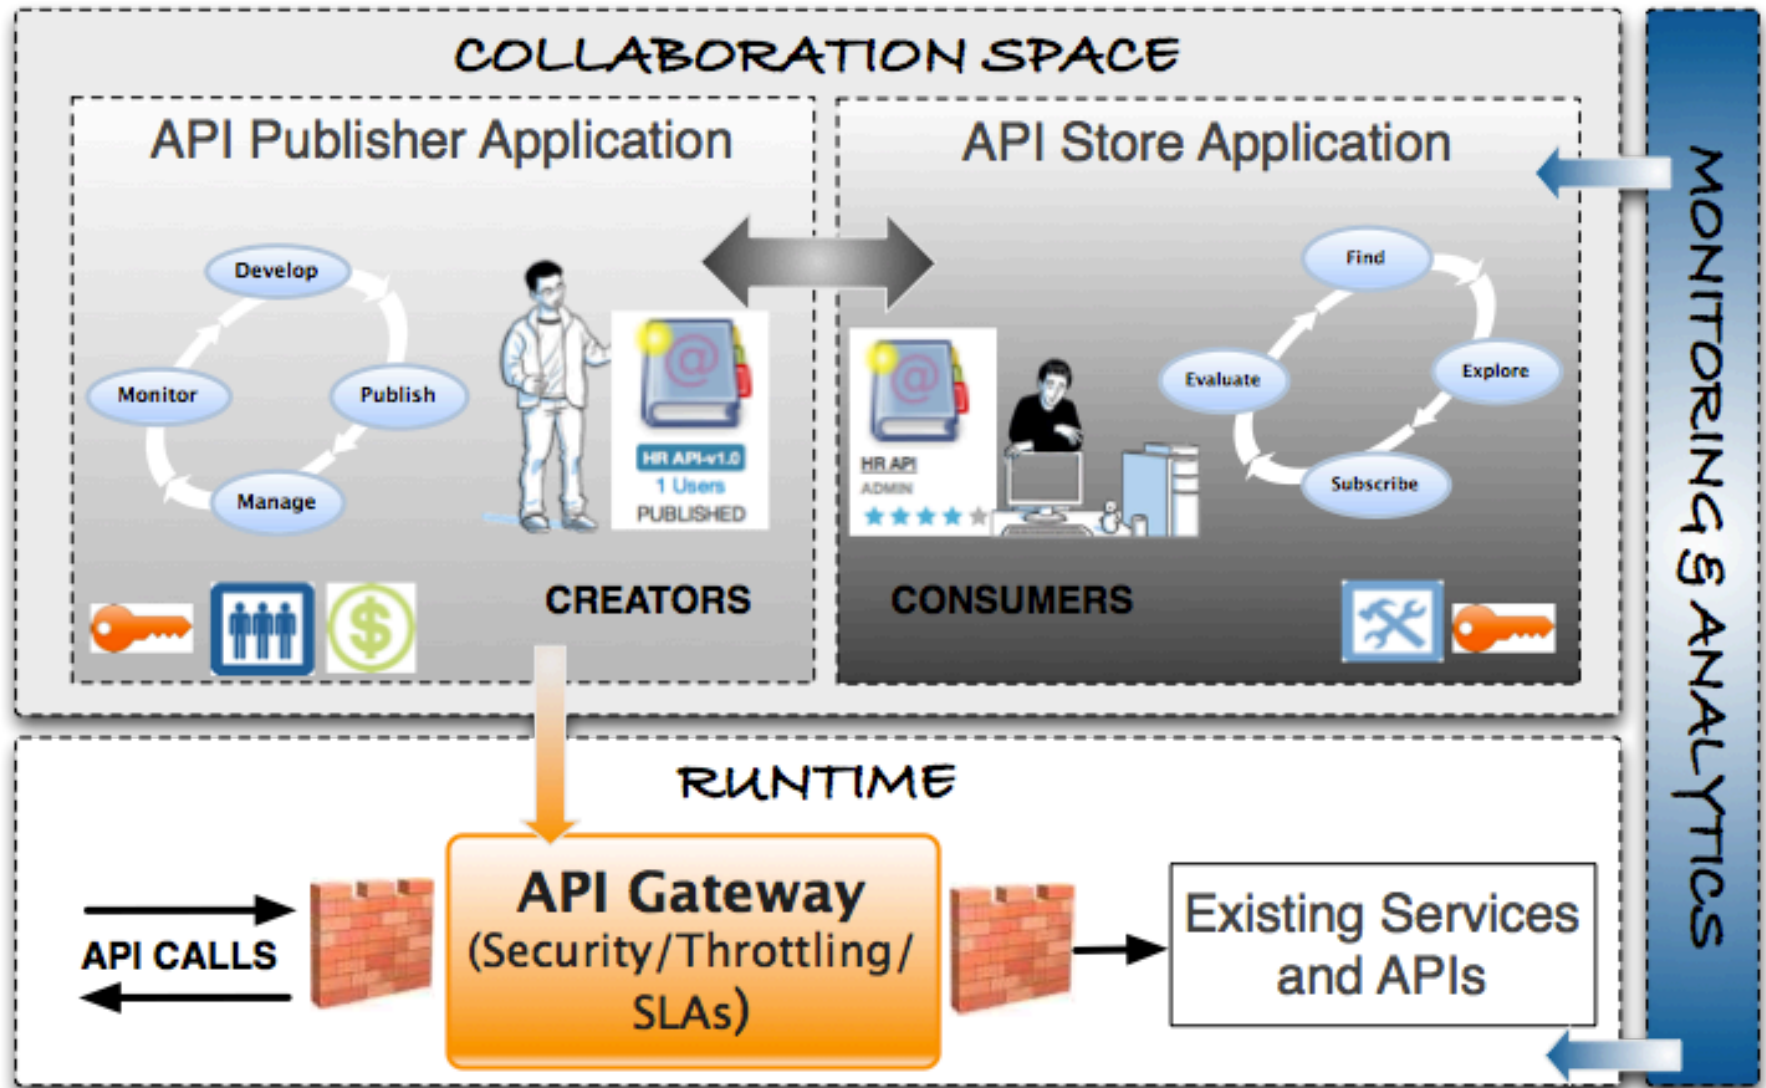 COLLABORATION SPACE
API Publisher Application
Develop
Monitor
Publish
Manage
HR API-v1.0
1 Users
PUBLISHED
CREATORS
API Store Application
Find
Evaluate
Explore
Subscribe
HR API
ADMIN
CONSUMERS
RUNTIME
API CALLS
API Gateway
(Security/Throttling/
SLAs)
Existing Services
and APIs
MONITORING & ANALYTICS